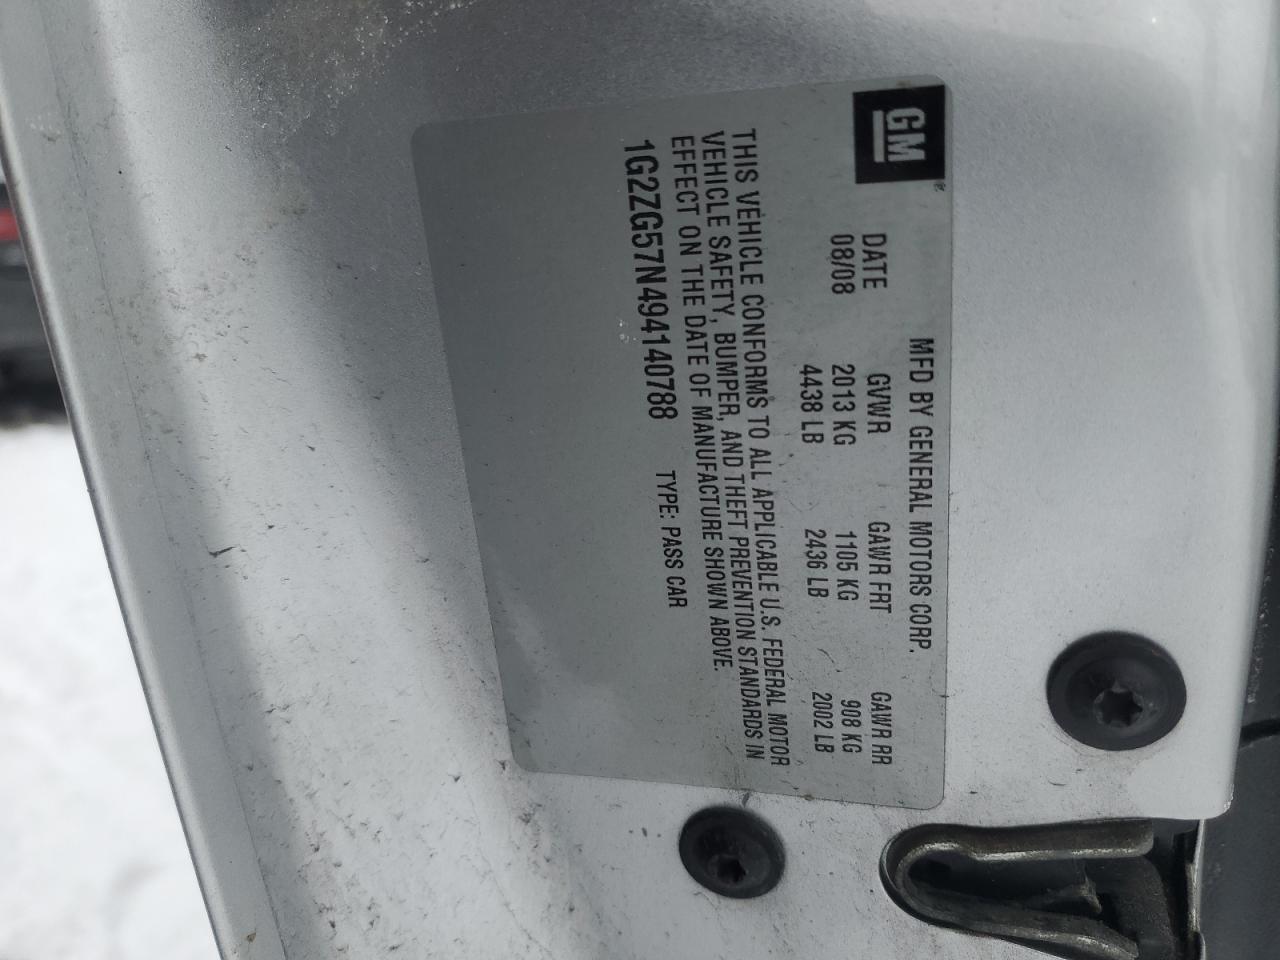 GM
MFD BY GENERAL MOTORS CORP.
DATE GVWR GAWR FRT GAWR RR
08/08 2013 KG 1105 KG 908 KG
4438 LB 2436 LB 2002 LB
THIS VEHICLE CONFORMS TO ALL APPLICABLE U.S. FEDERAL MOTOR
VEHICLE SAFETY, BUMPER, AND THEFT PREVENTION STANDARDS IN
EFFECT ON THE DATE OF MANUFACTURE SHOWN ABOVE.
1G2ZG57N494140788 TYPE: PASS CAR